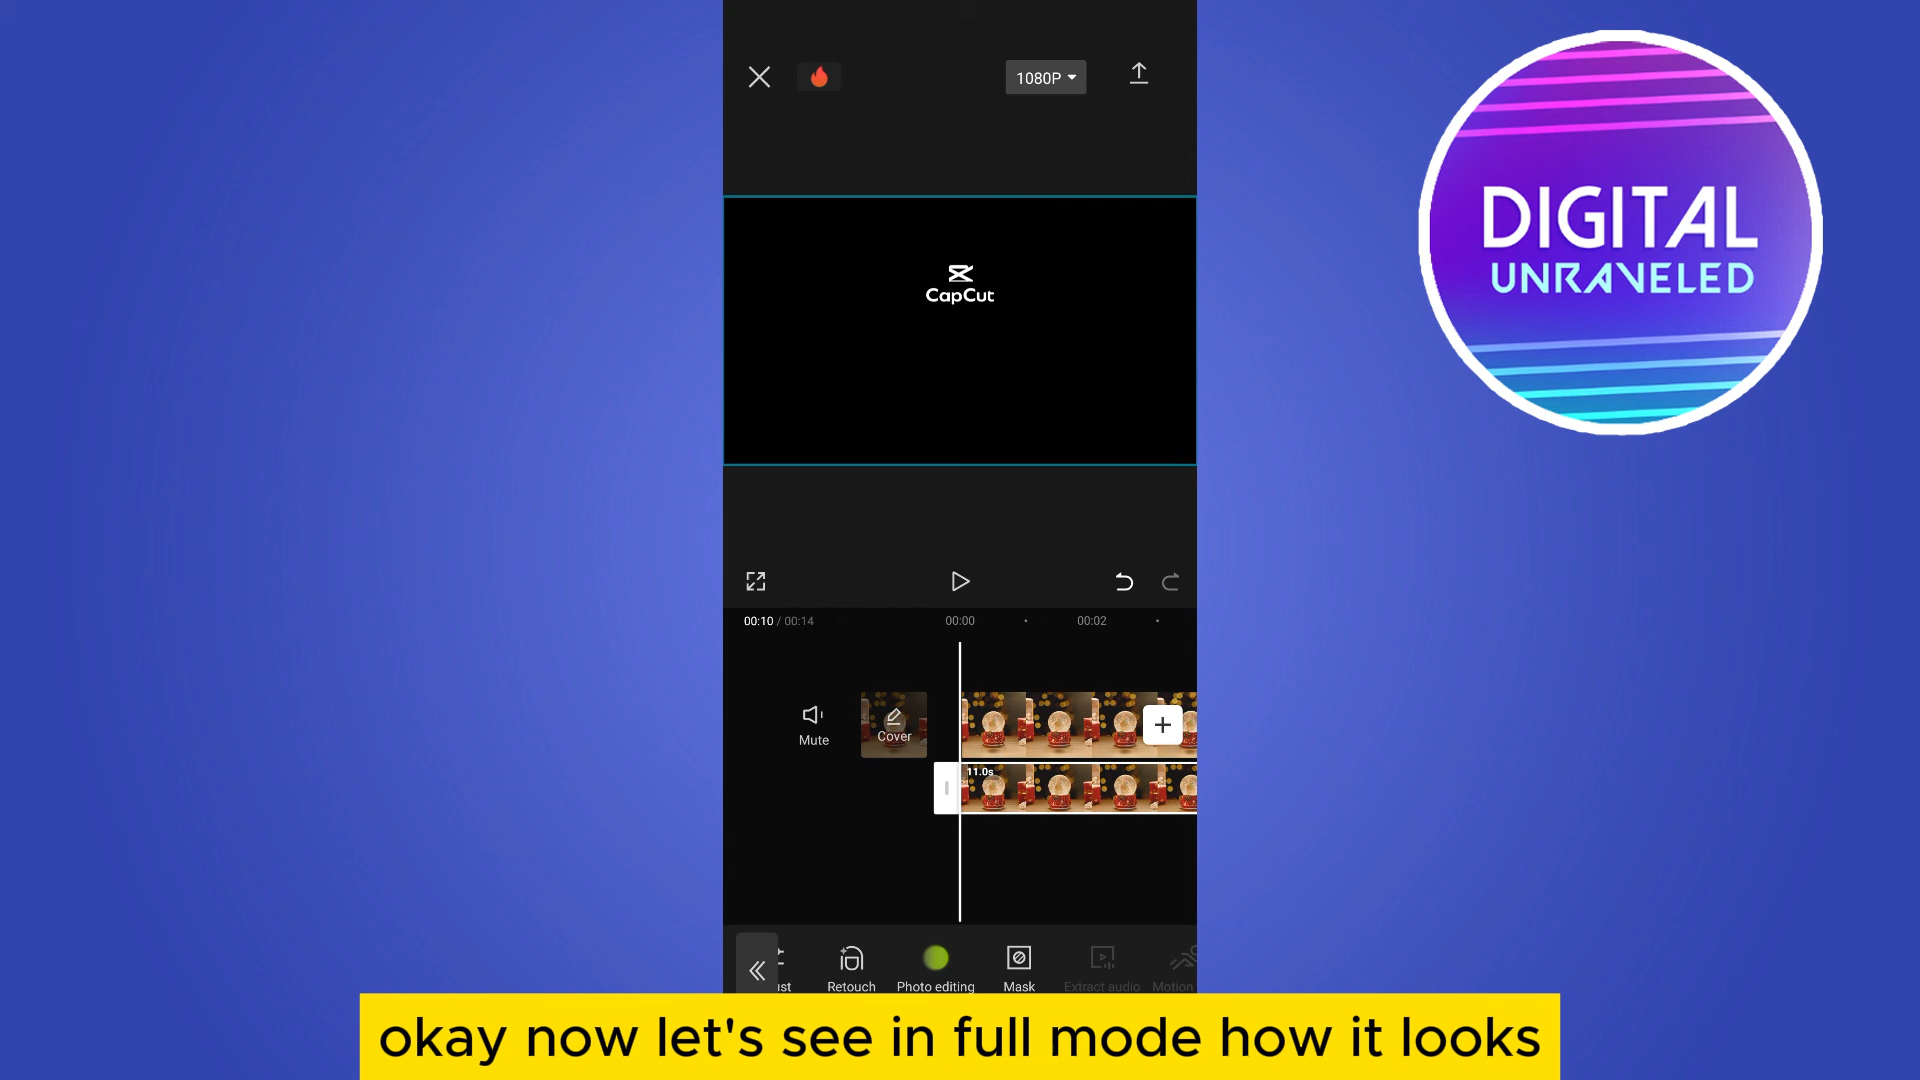 1080P
DIGITAL
UNRAVELED
CapCut
00:10 / 00:14
00:00
00:02
Mute
Cover
11.0s
ust
Retouch
Photo editing
Mask
Extract audio
Motion
okay now let's see in full mode how it looks